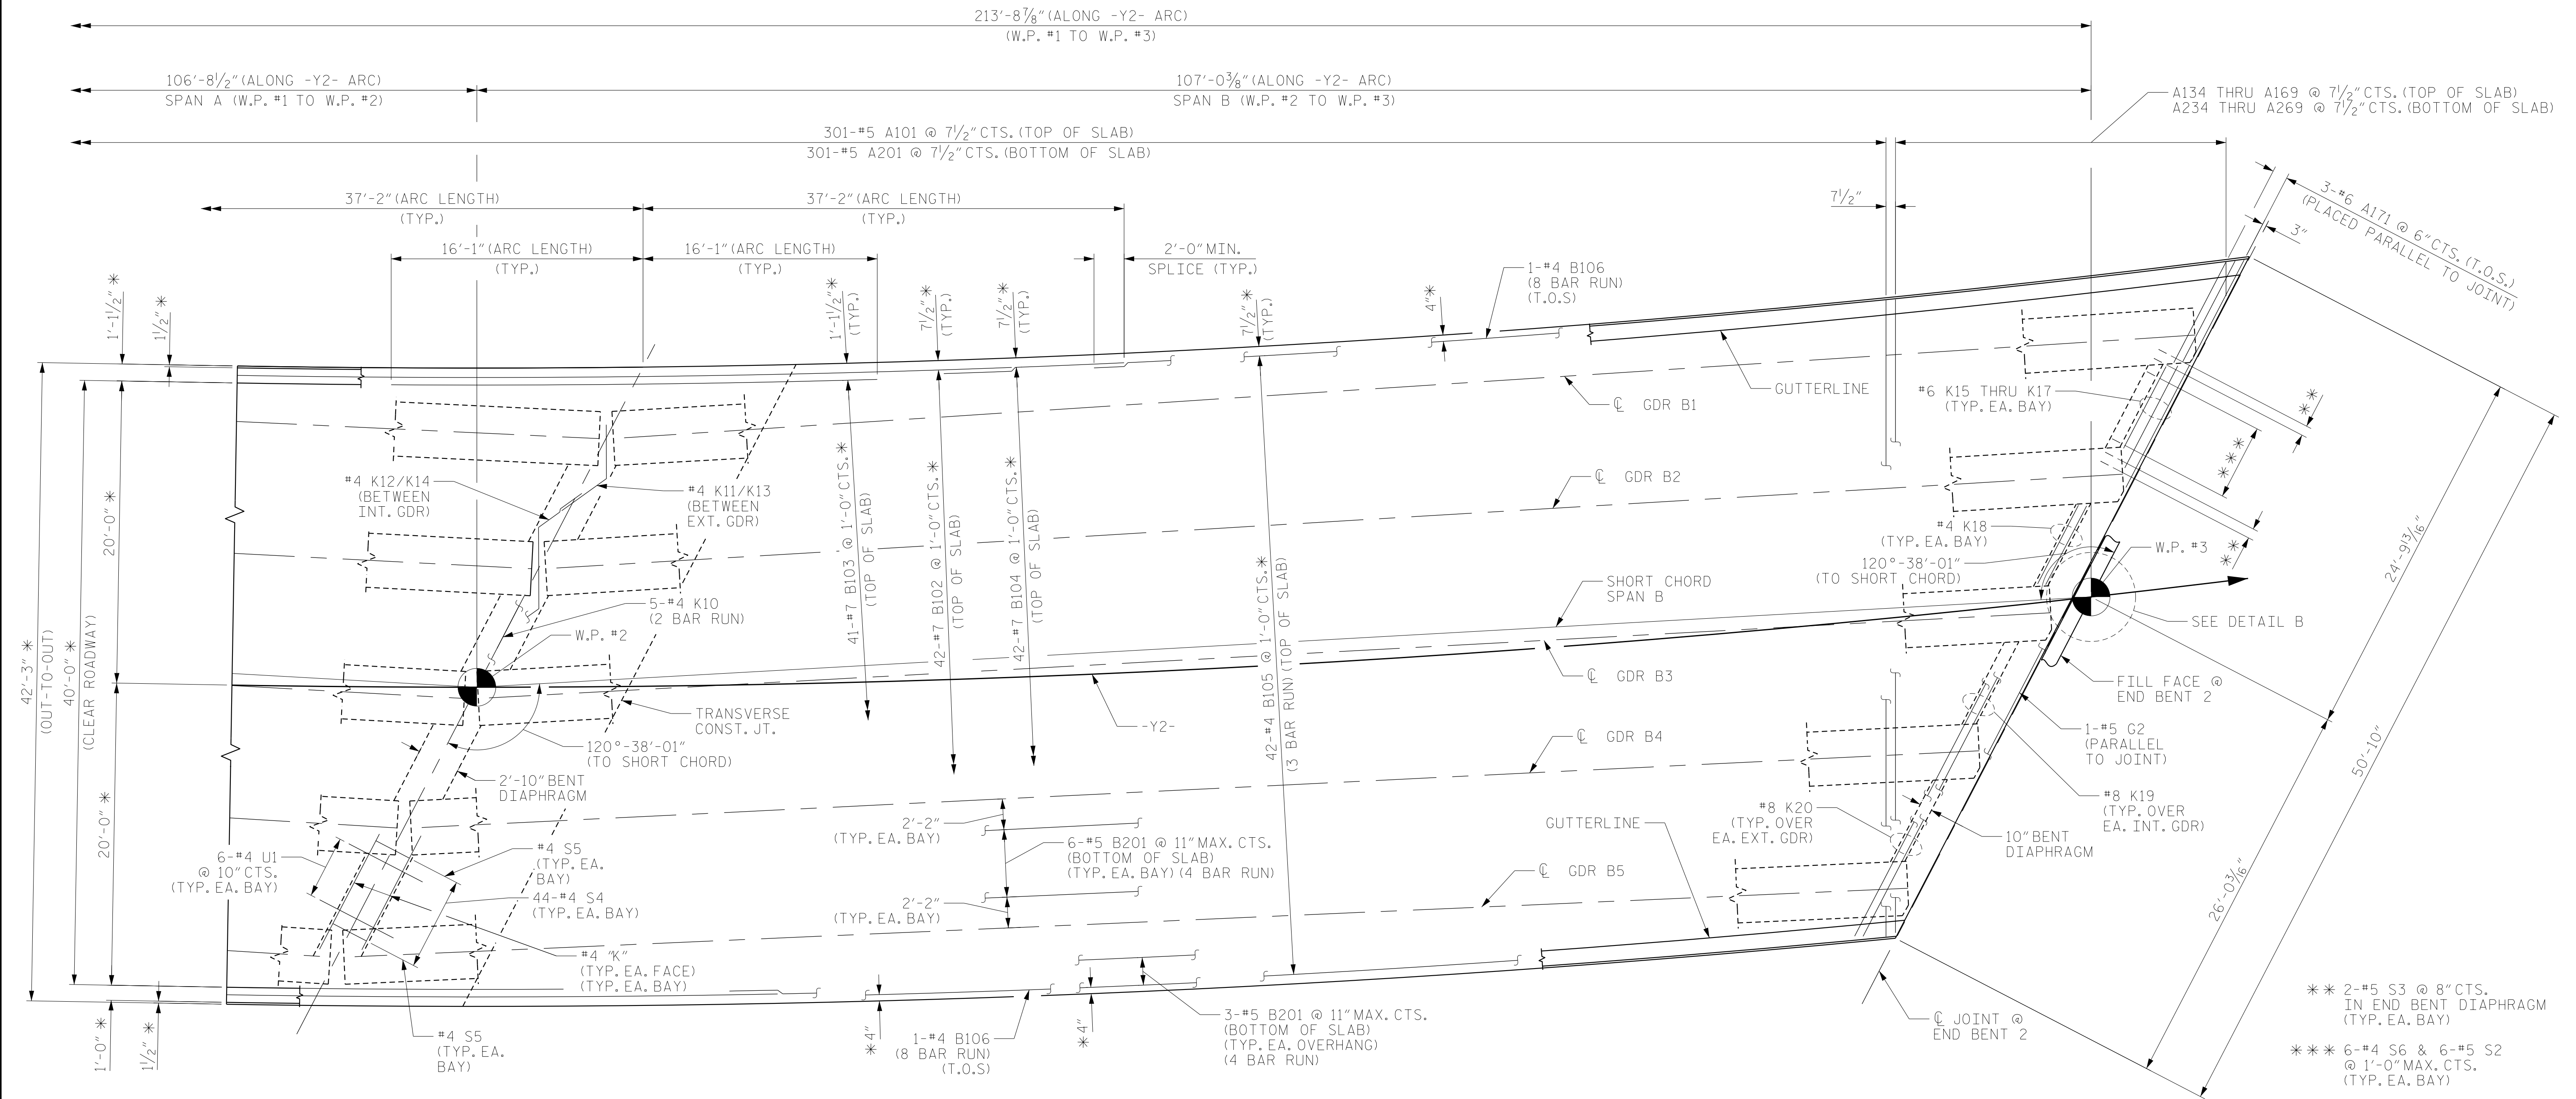 213'-8⅞" (ALONG -Y2- ARC)
(W.P. #1 TO W.P. #3)
106'-8½" (ALONG -Y2- ARC)
SPAN A (W.P. #1 TO W.P. #2)
107'-0⅜" (ALONG -Y2- ARC)
SPAN B (W.P. #2 TO W.P. #3)
A134 THRU A169 @ 7½" CTS. (TOP OF SLAB)
A234 THRU A269 @ 7½" CTS. (BOTTOM OF SLAB)
301-#5 A101 @ 7½" CTS. (TOP OF SLAB)
301-#5 A201 @ 7½" CTS. (BOTTOM OF SLAB)
37'-2" (ARC LENGTH)
(TYP.)
37'-2" (ARC LENGTH)
(TYP.)
7½"
3-#6 A171 @ 6" CTS. (T.O.S.)
(PLACED PARALLEL TO JOINT)
3"
16'-1" (ARC LENGTH)
(TYP.)
16'-1" (ARC LENGTH)
(TYP.)
2'-0" MIN.
SPLICE (TYP.)
1'-1½" *
1½" *
1'-1½" *
(TYP.)
7½" *
(TYP.)
7½" *
(TYP.)
7½" *
(TYP.)
4" *
1-#4 B106
(8 BAR RUN)
(T.O.S)
GUTTERLINE
℄ GDR B1
#6 K15 THRU K17
(TYP. EA. BAY)
* *
* * *
* *
42'-3" *
(OUT-TO-OUT)
40'-0" *
(CLEAR ROADWAY)
20'-0" *
20'-0" *
#4 K12/K14
(BETWEEN
INT. GDR)
#4 K11/K13
(BETWEEN
EXT. GDR)
℄ GDR B2
41-#7 B103 @ 1'-0" CTS. *
(TOP OF SLAB)
42-#7 B102 @ 1'-0" CTS. *
(TOP OF SLAB)
42-#7 B104 @ 1'-0" CTS. *
(TOP OF SLAB)
42-#4 B105 @ 1'-0" CTS. *
(3 BAR RUN) (TOP OF SLAB)
#4 K18
(TYP. EA. BAY)
120°-38'-01"
(TO SHORT CHORD)
W.P. #3
24'-9¹³⁄₁₆"
SHORT CHORD
SPAN B
5-#4 K10
(2 BAR RUN)
W.P. #2
SEE DETAIL B
℄ GDR B3
FILL FACE @
END BENT 2
TRANSVERSE
CONST. JT.
-Y2-
120°-38'-01"
(TO SHORT CHORD)
℄ GDR B4
1-#5 G2
(PARALLEL
TO JOINT)
50'-10"
2'-10" BENT
DIAPHRAGM
#8 K20
(TYP. OVER
EA. EXT. GDR)
#8 K19
(TYP. OVER
EA. INT. GDR)
10" BENT
DIAPHRAGM
GUTTERLINE
2'-2"
(TYP. EA. BAY)
6-#5 B201 @ 11" MAX. CTS.
(BOTTOM OF SLAB)
(TYP. EA. BAY) (4 BAR RUN)
2'-2"
(TYP. EA. BAY)
#4 S5
(TYP. EA.
BAY)
6-#4 U1
@ 10" CTS.
(TYP. EA. BAY)
44-#4 S4
(TYP. EA. BAY)
℄ GDR B5
26'-0³⁄₁₆"
#4 "K"
(TYP. EA. FACE)
(TYP. EA. BAY)
1'-0" *
1½" *
#4 S5
(TYP. EA.
BAY)
* 4"
1-#4 B106
(8 BAR RUN)
(T.O.S)
* 4"
3-#5 B201 @ 11" MAX. CTS.
(BOTTOM OF SLAB)
(TYP. EA. OVERHANG)
(4 BAR RUN)
℄ JOINT @
END BENT 2
* * 2-#5 S3 @ 8" CTS.
IN END BENT DIAPHRAGM
(TYP. EA. BAY)
* * * 6-#4 S6 & 6-#5 S2
@ 1'-0" MAX. CTS.
(TYP. EA. BAY)